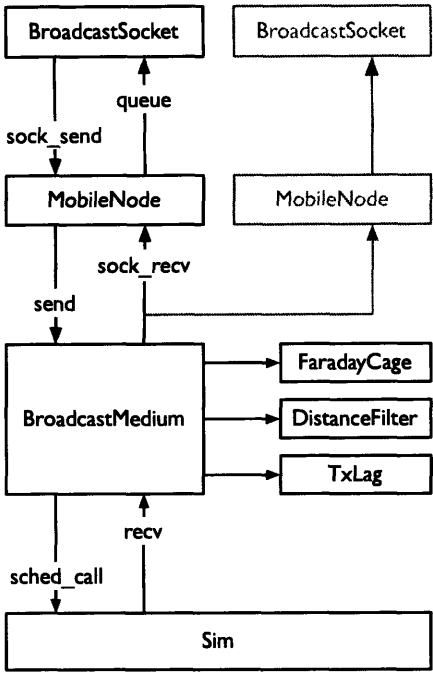 BroadcastSocket
BroadcastSocket
queue
sock_send
MobileNode
MobileNode
sock_recv
send
FaradayCage
BroadcastMedium
DistanceFilter
TxLag
recv
sched_call
Sim